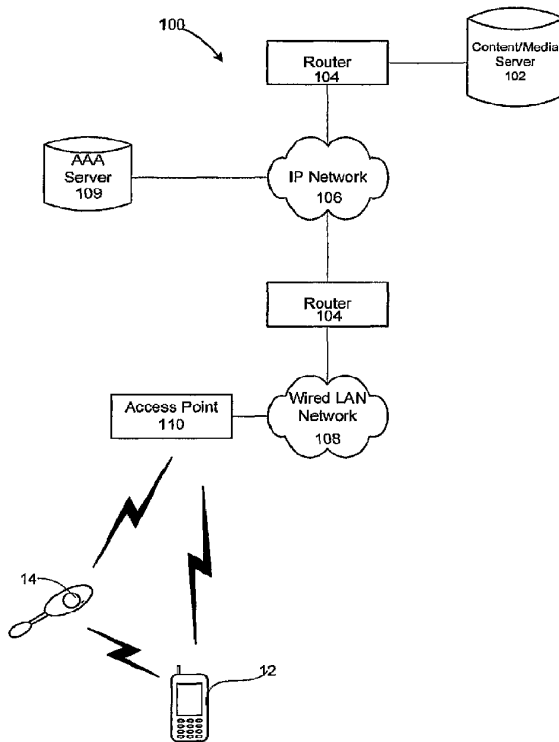 100
Router
104
Content/Media
Server
102
AAA
Server
109
IP Network
106
Router
104
Access Point
110
Wired LAN
Network
108
14
12